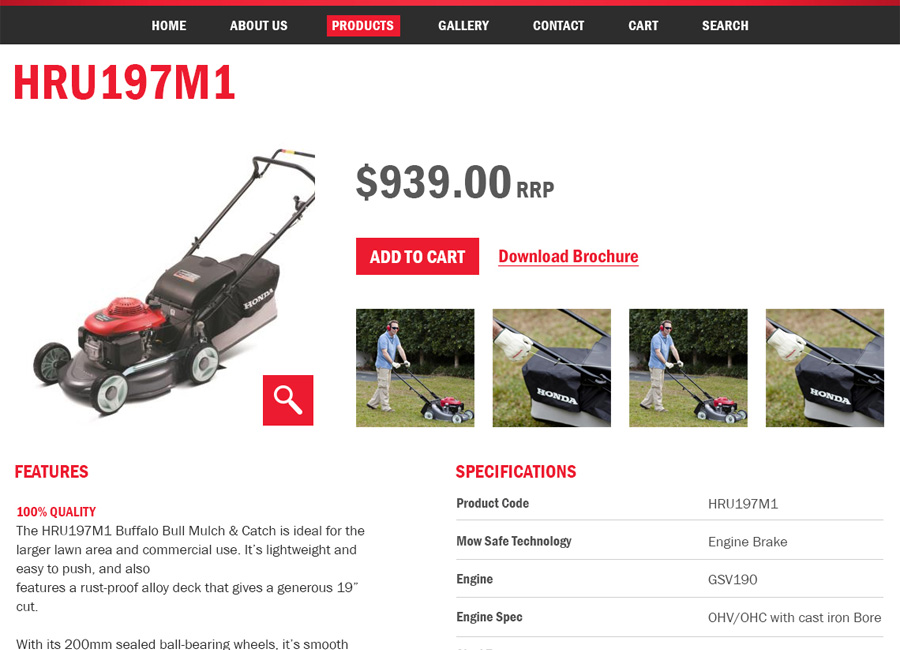 HOME ABOUT US PRODUCTS GALLERY CONTACT CART SEARCH
HRU197M1
$939.00 RRP
ADD TO CART Download Brochure
HONDA
HONDA
HONDA
FEATURES
100% QUALITY
The HRU197M1 Buffalo Bull Mulch & Catch is ideal for the
larger lawn area and commercial use. It’s lightweight and
easy to push, and also
features a rust-proof alloy deck that gives a generous 19”
cut.
With its 200mm sealed ball-bearing wheels, it’s smooth
SPECIFICATIONS
Product Code HRU197M1
Mow Safe Technology Engine Brake
Engine GSV190
Engine Spec OHV/OHC with cast iron Bore